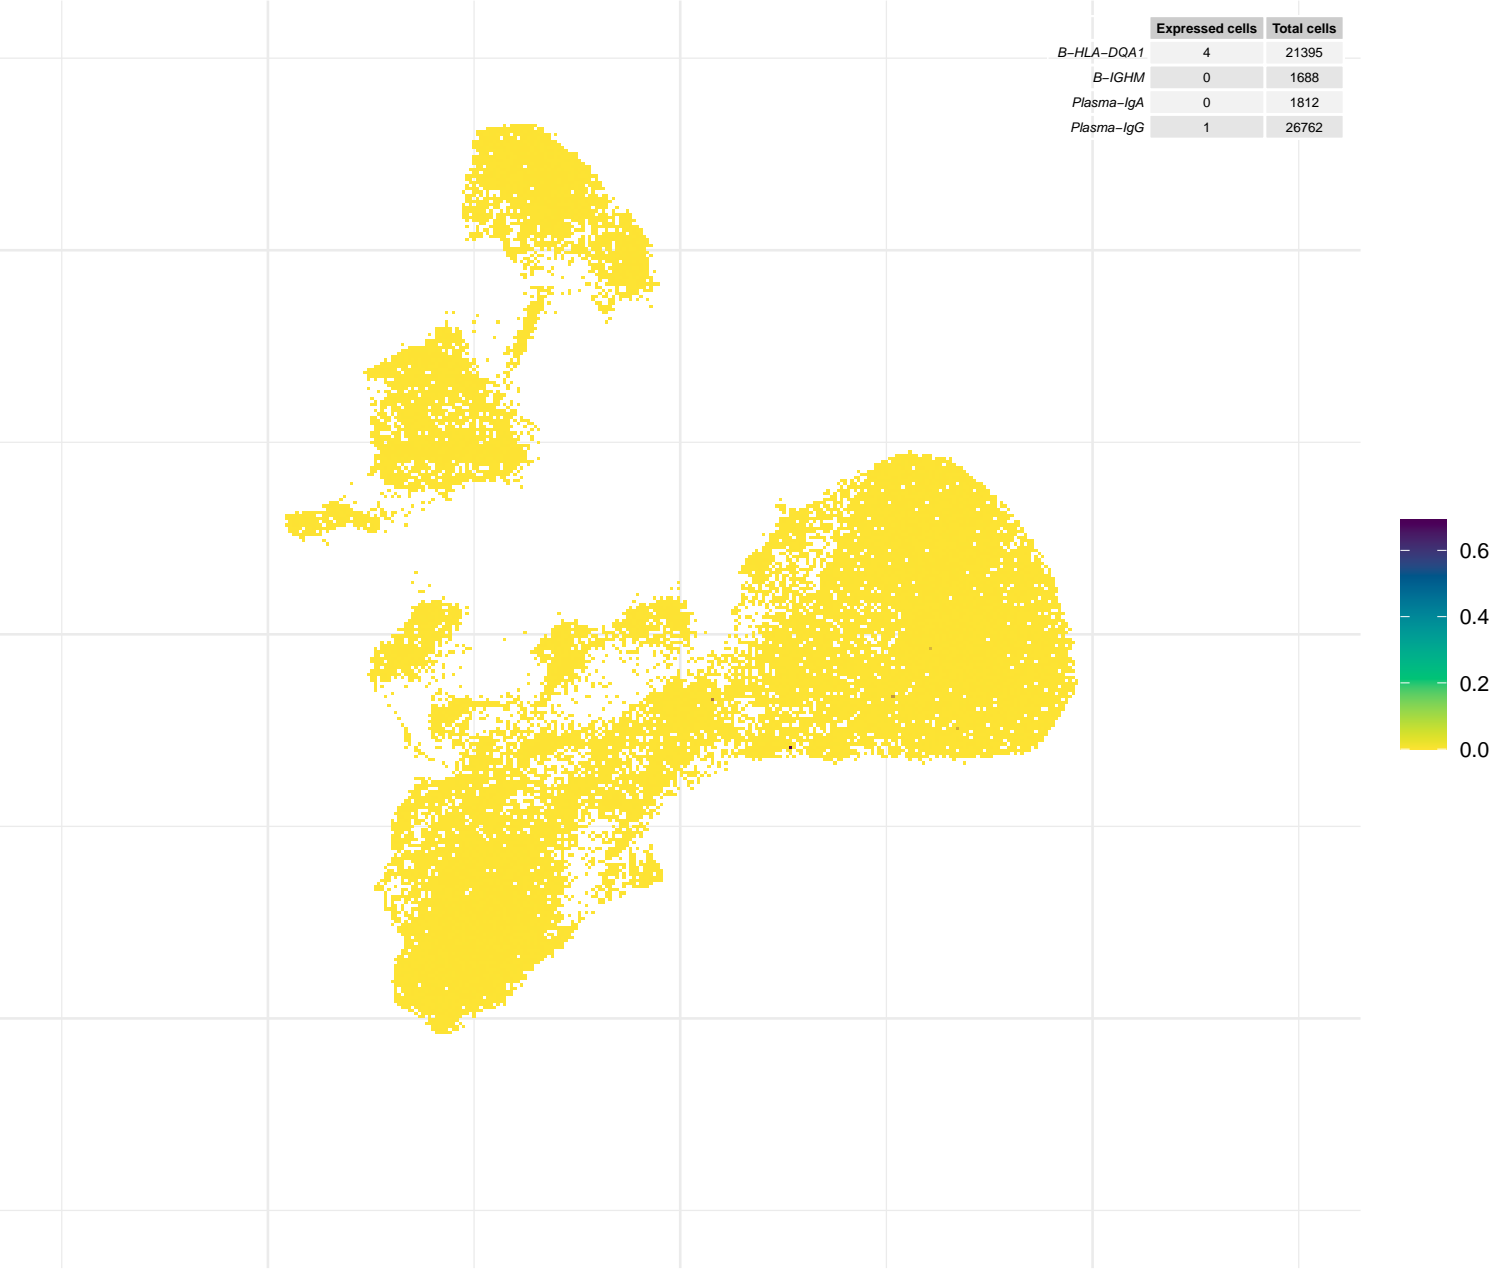 Expressed cells Total cells
B−HLA−DQA1 4 21395
B−IGHM 0 1688
Plasma−IgA 0 1812
Plasma−IgG 1 26762
0.6
0.4
0.2
0.0